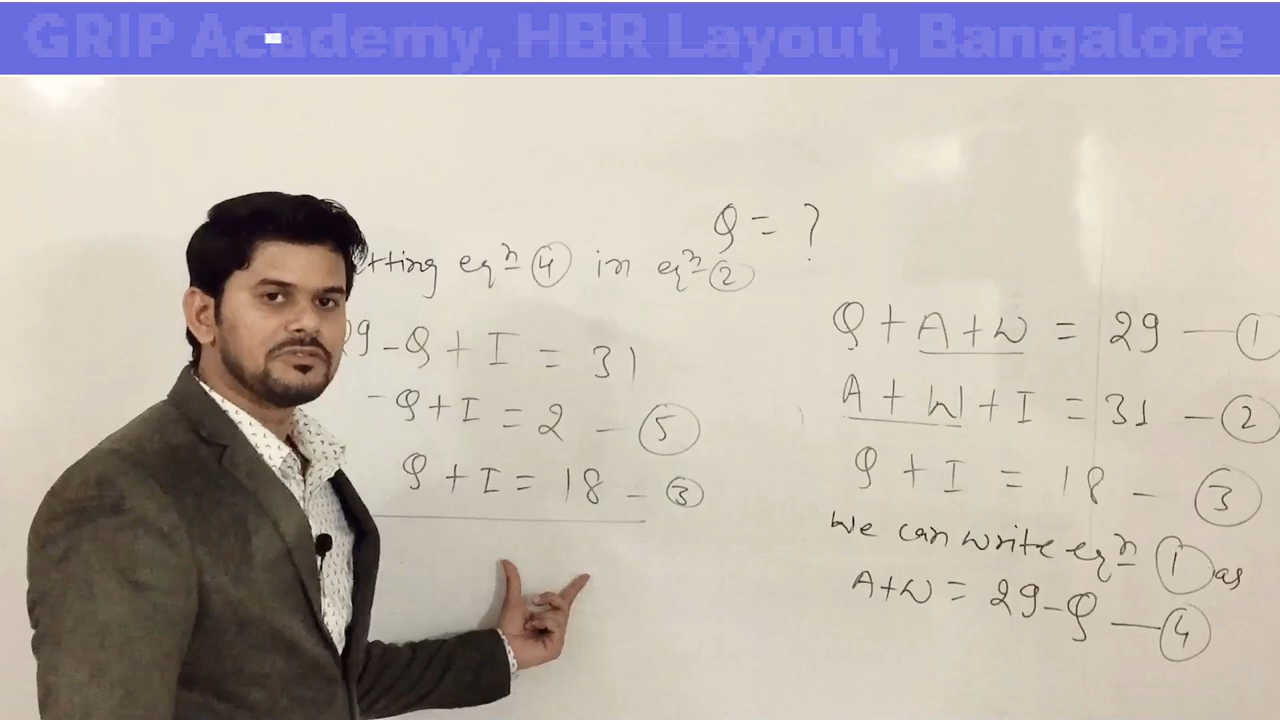 GRIP Academy, HBR Layout, Bangalore
Q = ?
tting eqn 4 in eqn 2
29 - Q + I = 31
- Q + I = 2 - 5
Q + I = 18 - 3
Q + A + W = 29 — 1
A + W + I = 31 - 2
Q + I = 18 - 3
We can write eqn 1 as
A+W = 29-Q — 4